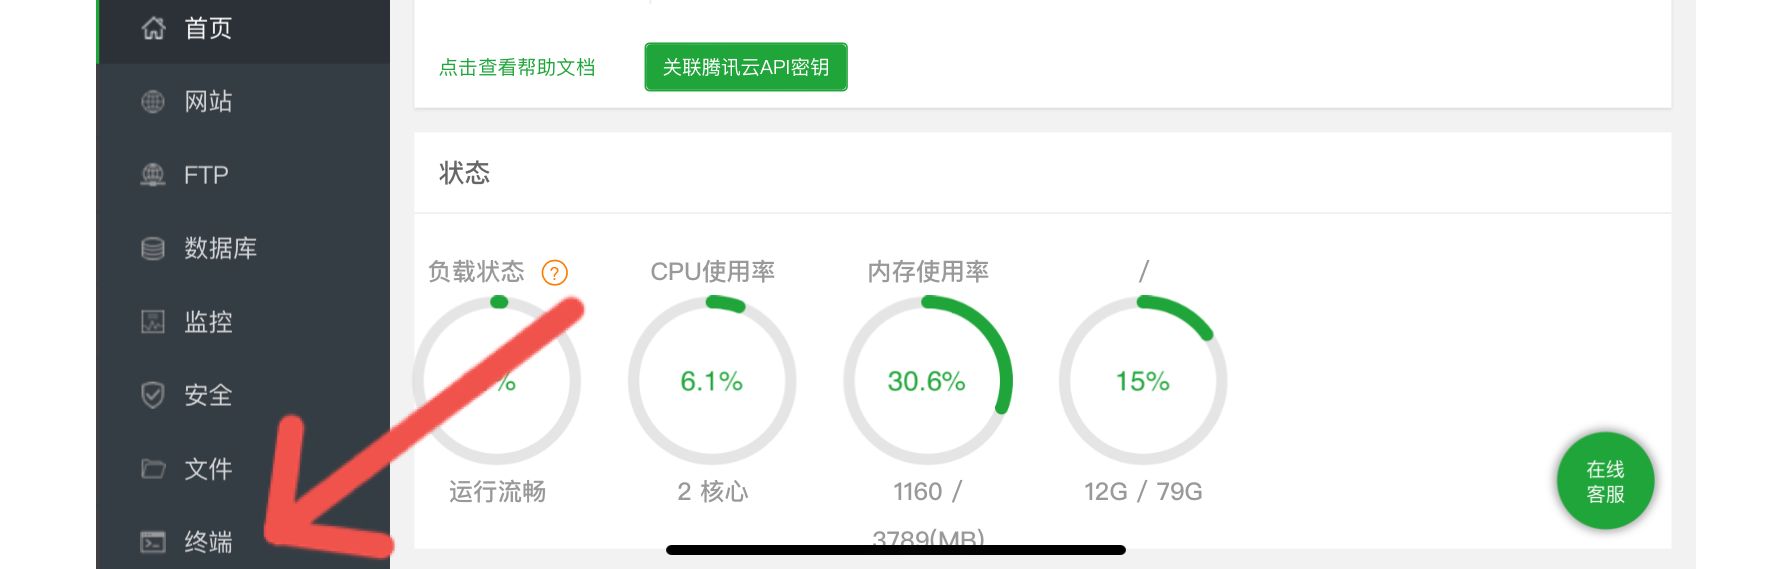 首页
网站
FTP
数据库
监控
安全
文件
终端
点击查看帮助文档
关联腾讯云API密钥
状态
负载状态 ?
CPU使用率
内存使用率
/
%
6.1%
30.6%
15%
运行流畅
2 核心
1160 /
3789(MB)
12G / 79G
在线
客服